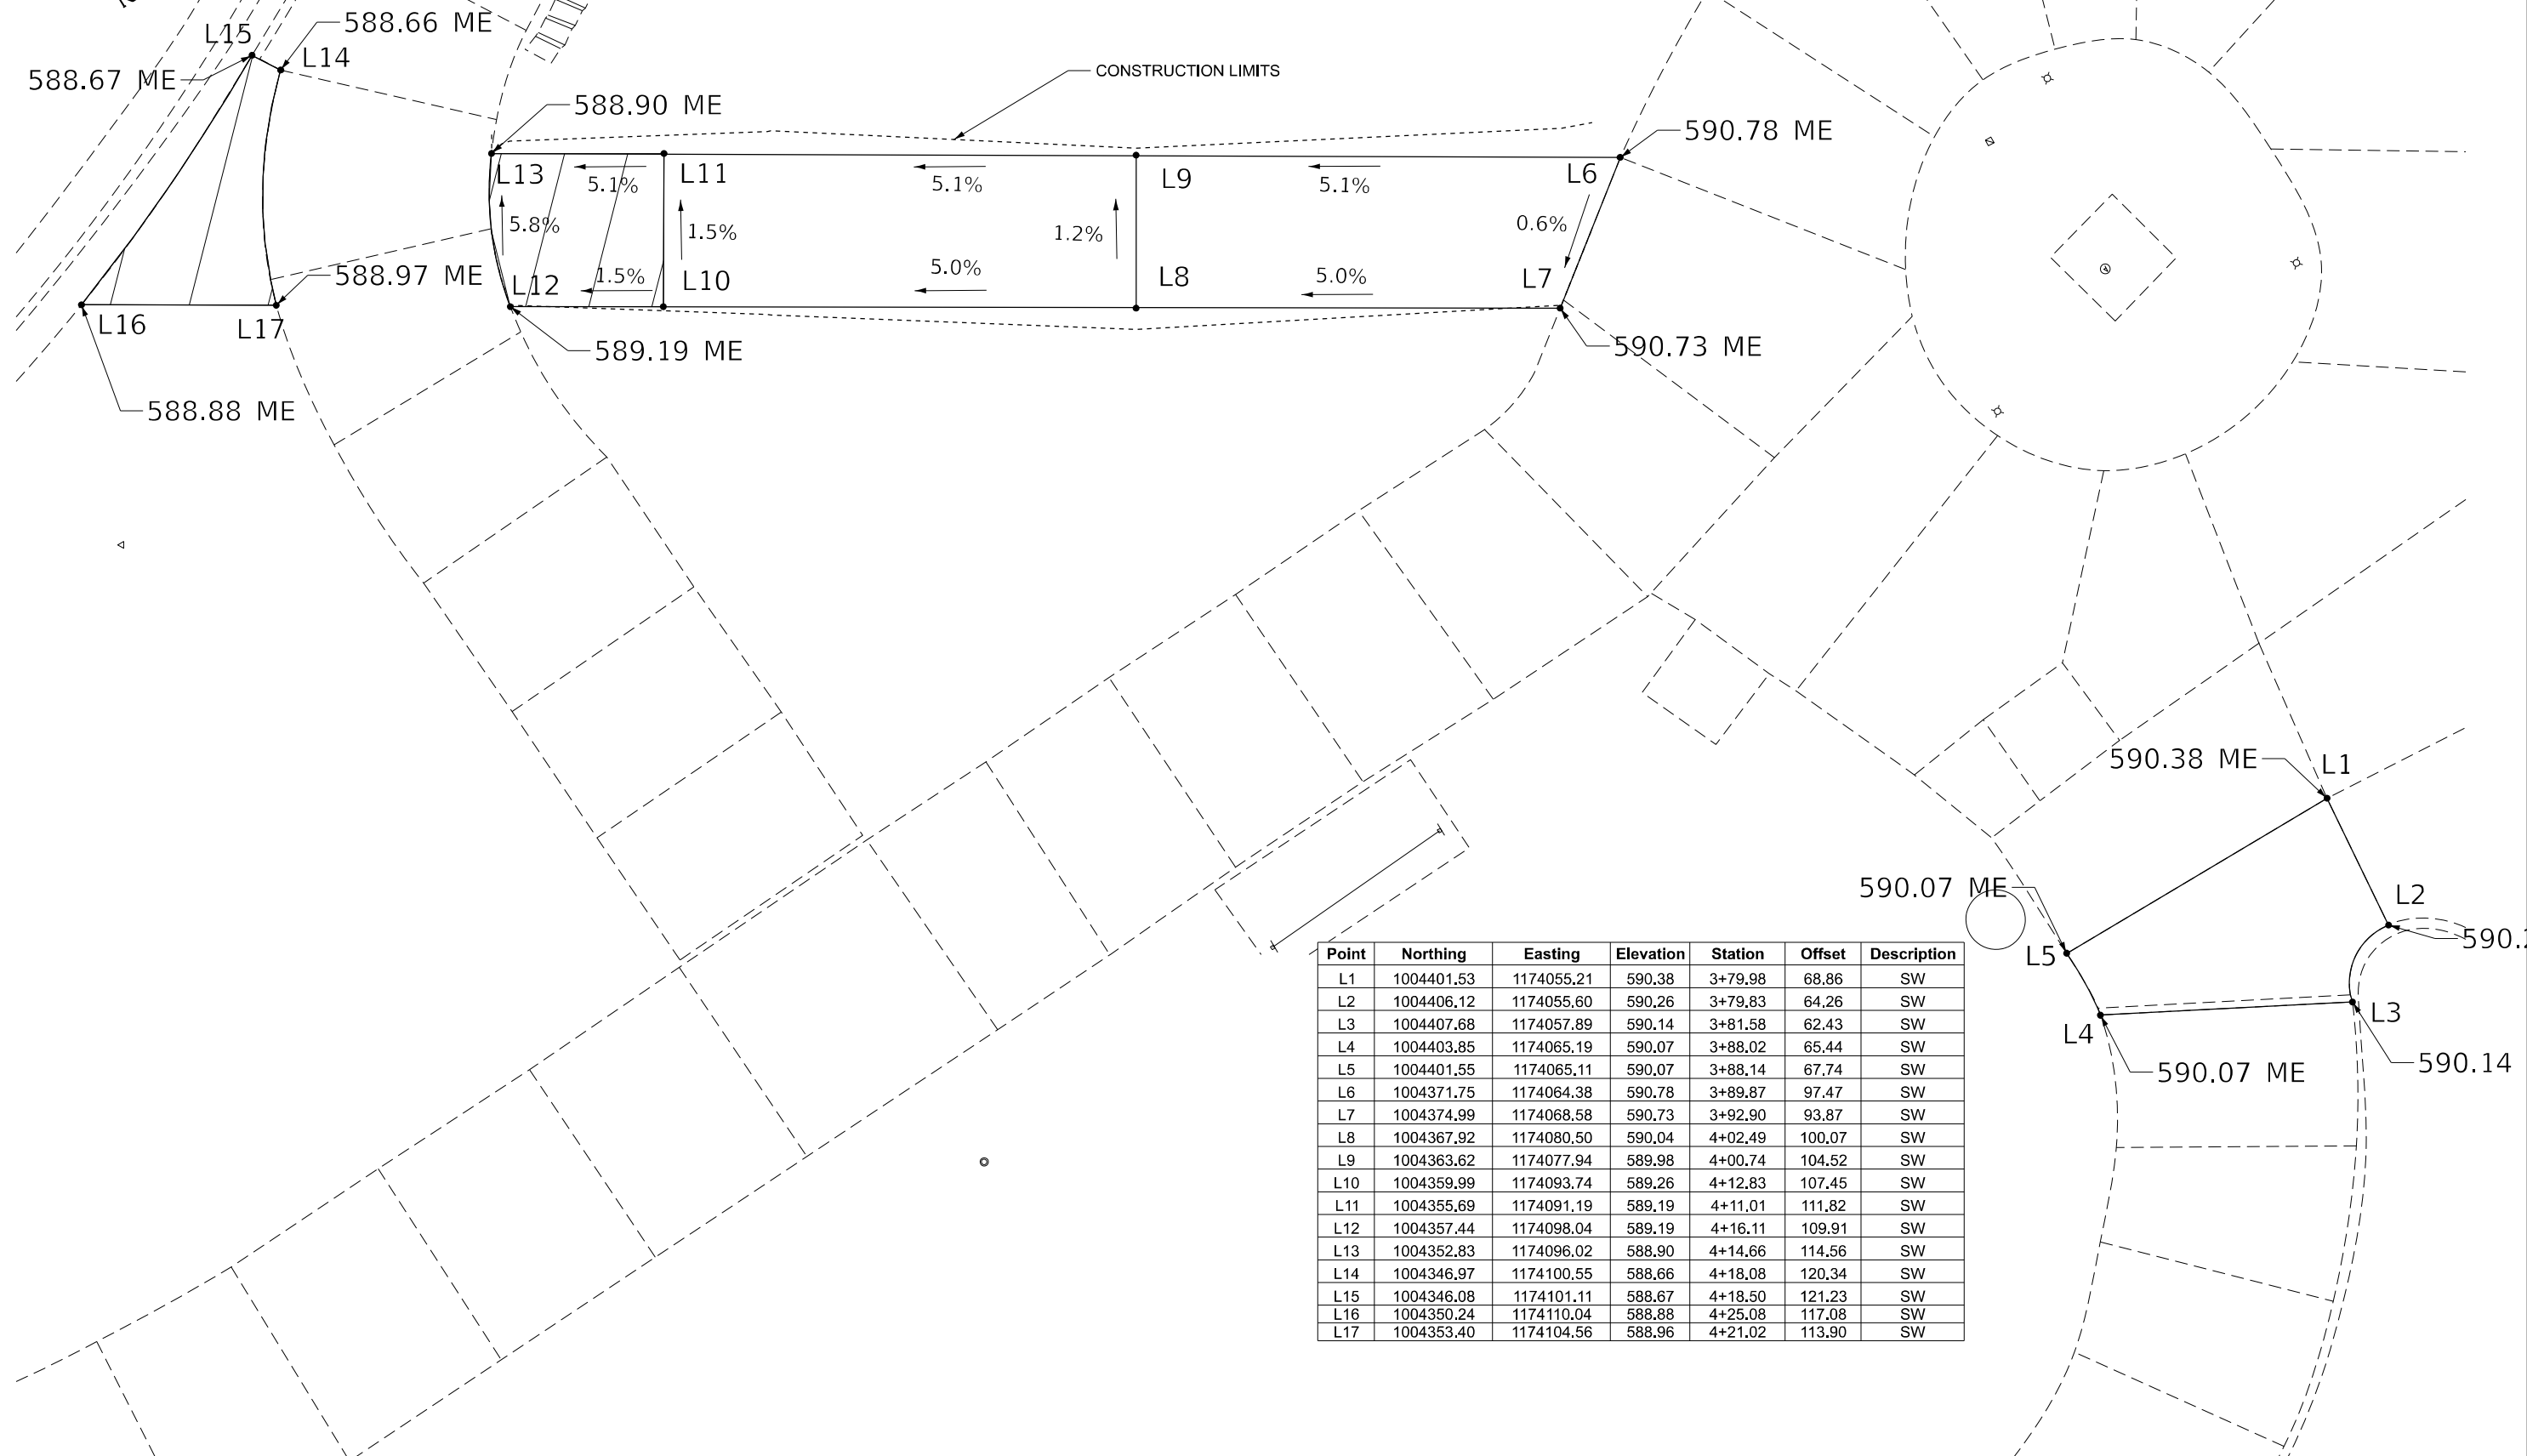 588.66 ME
L15
L14
588.67 ME
CONSTRUCTION LIMITS
588.90 ME
590.78 ME
L13
L11
L9
L6
5.1%
5.1%
5.1%
5.8%
1.5%
1.2%
0.6%
588.97 ME
L12
1.5%
L10
5.0%
L8
5.0%
L7
L16
L17
589.19 ME
590.73 ME
588.88 ME
590.38 ME
L1
590.07 ME
L2
590.2
L5
L4
L3
590.14
590.07 ME
Point Northing Easting Elevation Station Offset Description
L1 1004401.53 1174055.21 590.38 3+79.98 68.86 SW
L2 1004406.12 1174055.60 590.26 3+79.83 64.26 SW
L3 1004407.68 1174057.89 590.14 3+81.58 62.43 SW
L4 1004403.85 1174065.19 590.07 3+88.02 65.44 SW
L5 1004401.55 1174065.11 590.07 3+88.14 67.74 SW
L6 1004371.75 1174064.38 590.78 3+89.87 97.47 SW
L7 1004374.99 1174068.58 590.73 3+92.90 93.87 SW
L8 1004367.92 1174080.50 590.04 4+02.49 100.07 SW
L9 1004363.62 1174077.94 589.98 4+00.74 104.52 SW
L10 1004359.99 1174093.74 589.26 4+12.83 107.45 SW
L11 1004355.69 1174091.19 589.19 4+11.01 111.82 SW
L12 1004357.44 1174098.04 589.19 4+16.11 109.91 SW
L13 1004352.83 1174096.02 588.90 4+14.66 114.56 SW
L14 1004346.97 1174100.55 588.66 4+18.08 120.34 SW
L15 1004346.08 1174101.11 588.67 4+18.50 121.23 SW
L16 1004350.24 1174110.04 588.88 4+25.08 117.08 SW
L17 1004353.40 1174104.56 588.96 4+21.02 113.90 SW